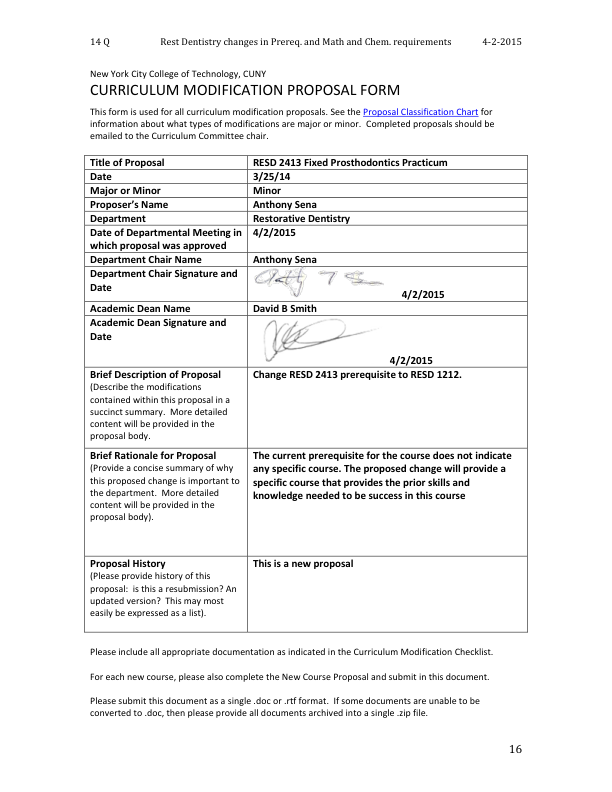 14 Q Rest Dentistry changes in Prereq. and Math and Chem. requirements 4-2-2015
New York City College of Technology, CUNY
CURRICULUM MODIFICATION PROPOSAL FORM
This form is used for all curriculum modification proposals. See the Proposal Classification Chart for
information about what types of modifications are major or minor.  Completed proposals should be
emailed to the Curriculum Committee chair.
Title of Proposal RESD 2413 Fixed Prosthodontics Practicum
Date 3/25/14
Major or Minor Minor
Proposer's Name Anthony Sena
Department Restorative Dentistry
Date of Departmental Meeting in 4/2/2015
which proposal was approved
Department Chair Name Anthony Sena
Department Chair Signature and
Date
4/2/2015
Academic Dean Name David B Smith
Academic Dean Signature and
Date
4/2/2015
Brief Description of Proposal Change RESD 2413 prerequisite to RESD 1212.
(Describe the modifications
contained within this proposal in a
succinct summary.  More detailed
content will be provided in the
proposal body.
Brief Rationale for Proposal The current prerequisite for the course does not indicate
(Provide a concise summary of why any specific course. The proposed change will provide a
this proposed change is important to specific course that provides the prior skills and
the department.  More detailed knowledge needed to be success in this course
content will be provided in the
proposal body).
Proposal History This is a new proposal
(Please provide history of this
proposal:  is this a resubmission? An
updated version?  This may most
easily be expressed as a list).
Please include all appropriate documentation as indicated in the Curriculum Modification Checklist.
For each new course, please also complete the New Course Proposal and submit in this document.
Please submit this document as a single .doc or .rtf format.  If some documents are unable to be
converted to .doc, then please provide all documents archived into a single .zip file.
16